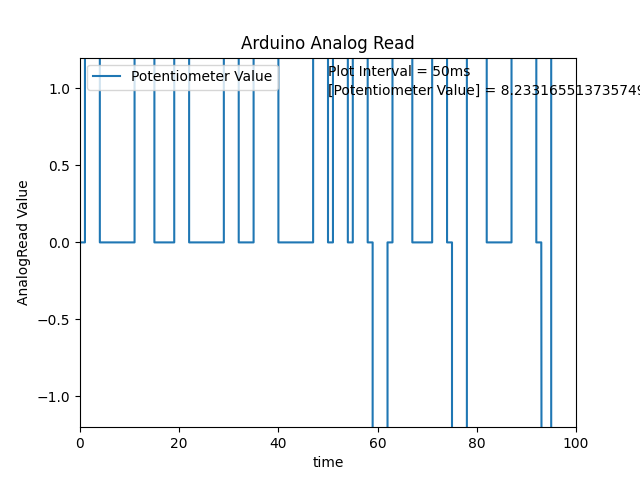 Arduino Analog Read
Potentiometer Value
Plot Interval = 50ms
[Potentiometer Value] = 8.233165513735749
1.0
0.5
0.0
−0.5
−1.0
AnalogRead Value
0 20 40 60 80 100
time